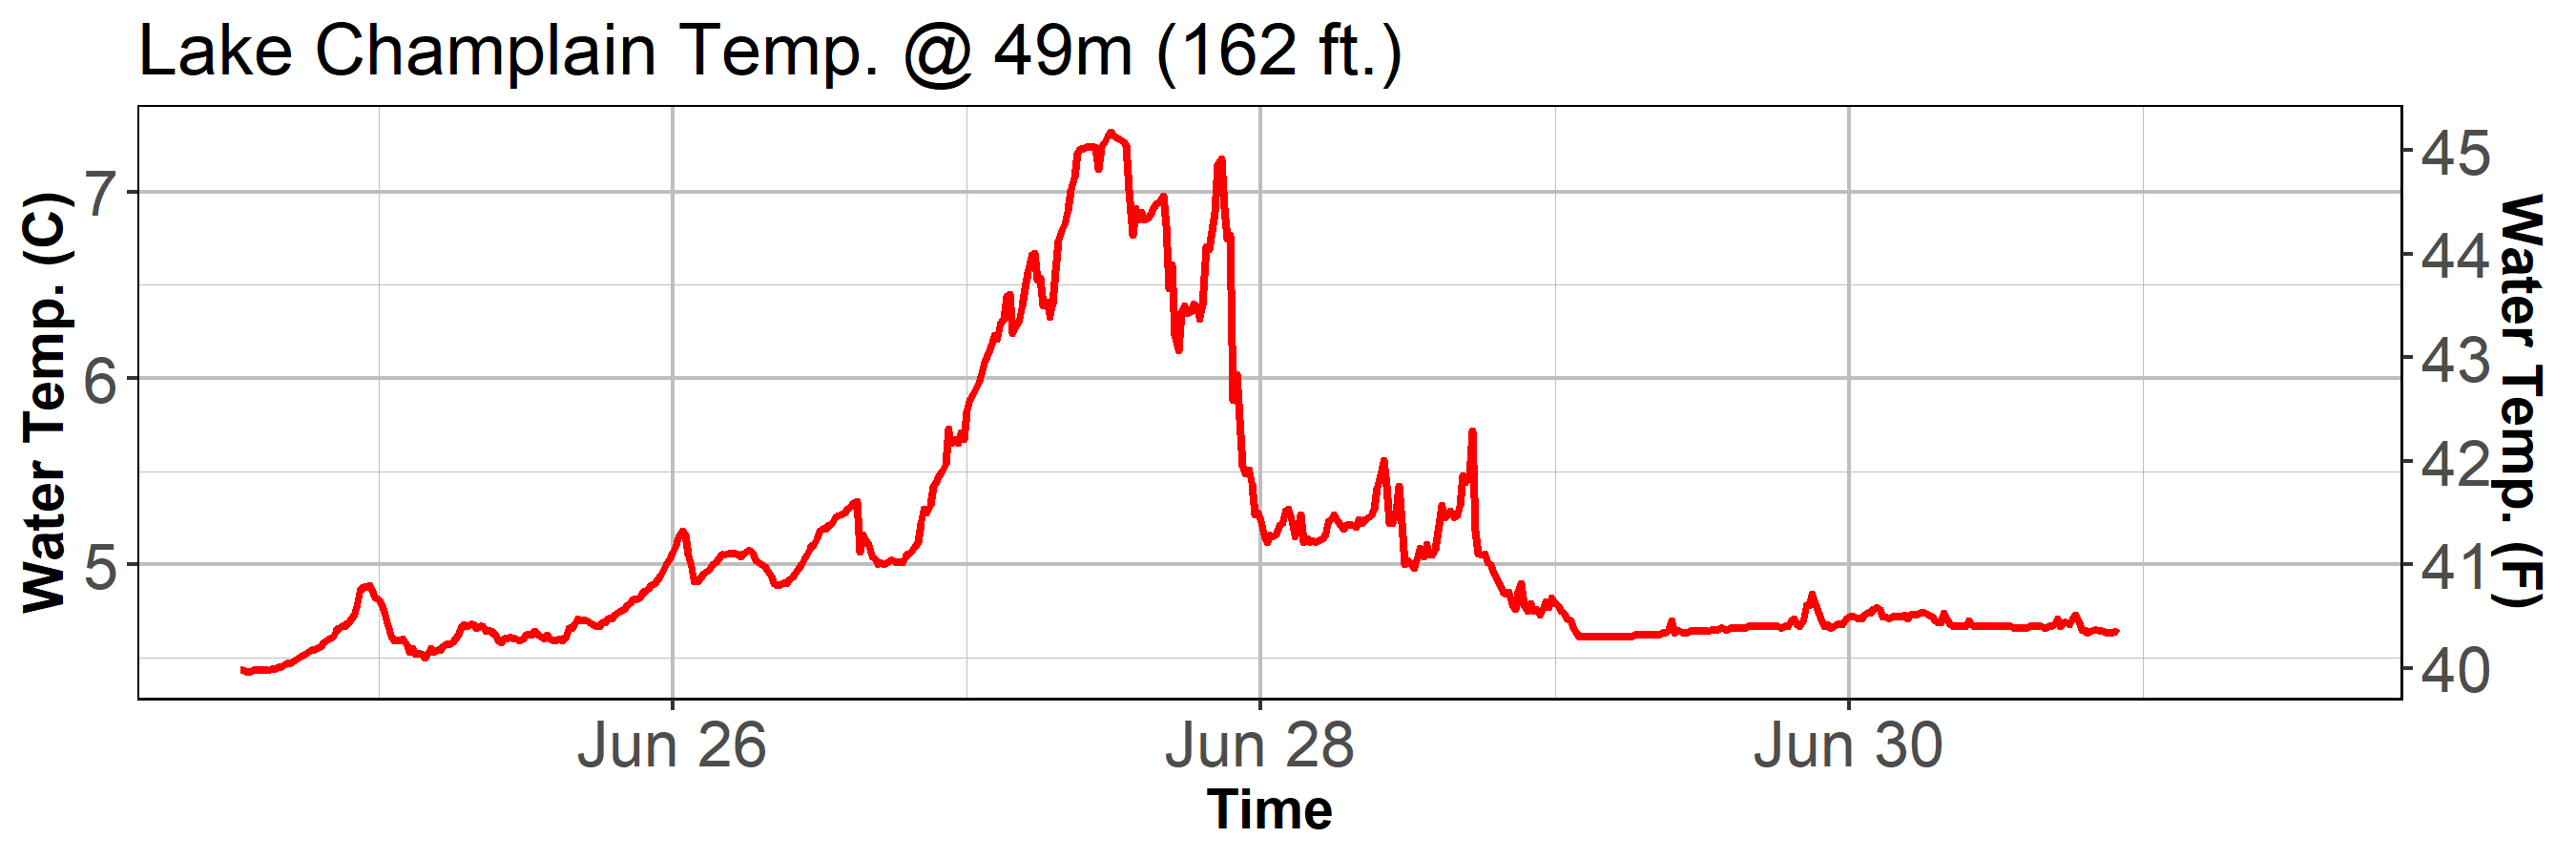 Lake Champlain Temp. @ 49m (162 ft.)
Water Temp. (C)
7
6
5
45
44
43
42
41
40
Water Temp. (F)
Jun 26
Jun 28
Jun 30
Time